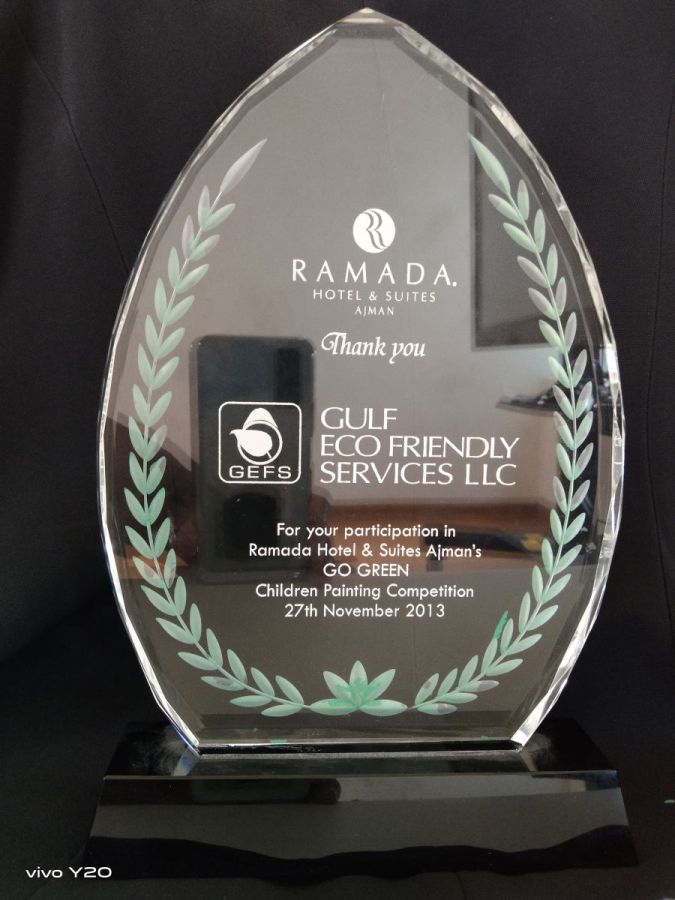 RAMADA.
HOTEL & SUITES
AJMAN
Thank you
GEFS
GULF
ECO FRIENDLY
SERVICES LLC
For your participation in
Ramada Hotel & Suites Ajman's
GO GREEN
Children Painting Competition
27th November 2013
vivo Y20